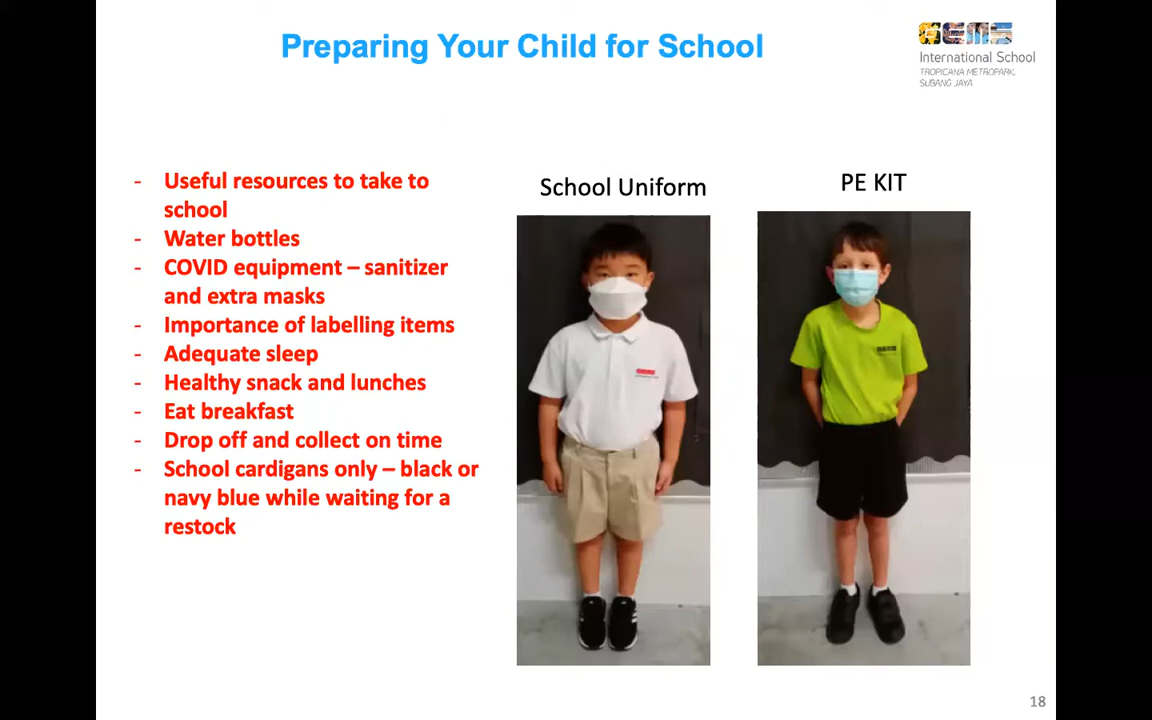 Preparing Your Child for School
GEMS
International School
TROPICANA METROPARK,
SUBANG JAYA
- Useful resources to take to
school
- Water bottles
- COVID equipment – sanitizer
and extra masks
- Importance of labelling items
- Adequate sleep
- Healthy snack and lunches
- Eat breakfast
- Drop off and collect on time
- School cardigans only – black or
navy blue while waiting for a
restock
School Uniform
PE KIT
18